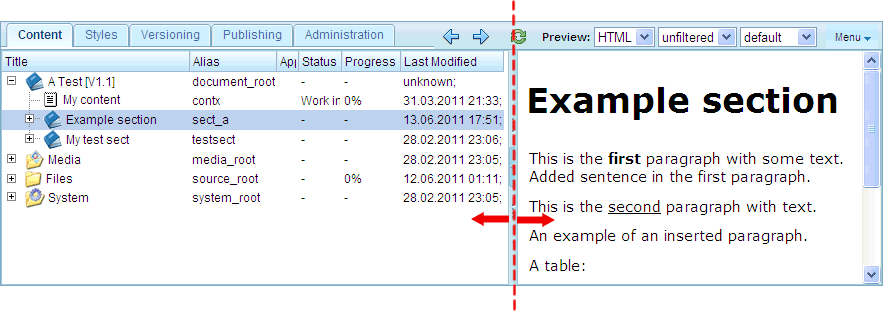 Content Styles Versioning Publishing Administration Preview: HTML unfiltered default Menu
Title Alias App Status Progress Last Modified
A Test [V1.1] document_root - - unknown;
My content contx - Work in 0% 31.03.2011 21:33;
Example section sect_a - - - 13.06.2011 17:51;
My test sect testsect - - - 28.02.2011 23:06;
Media media_root - - - 28.02.2011 23:05;
Files source_root - 0% 12.06.2011 01:11;
System system_root - - - 28.02.2011 23:05;
Example section
This is the first paragraph with some text.
Added sentence in the first paragraph.
This is the second paragraph with text.
An example of an inserted paragraph.
A table: